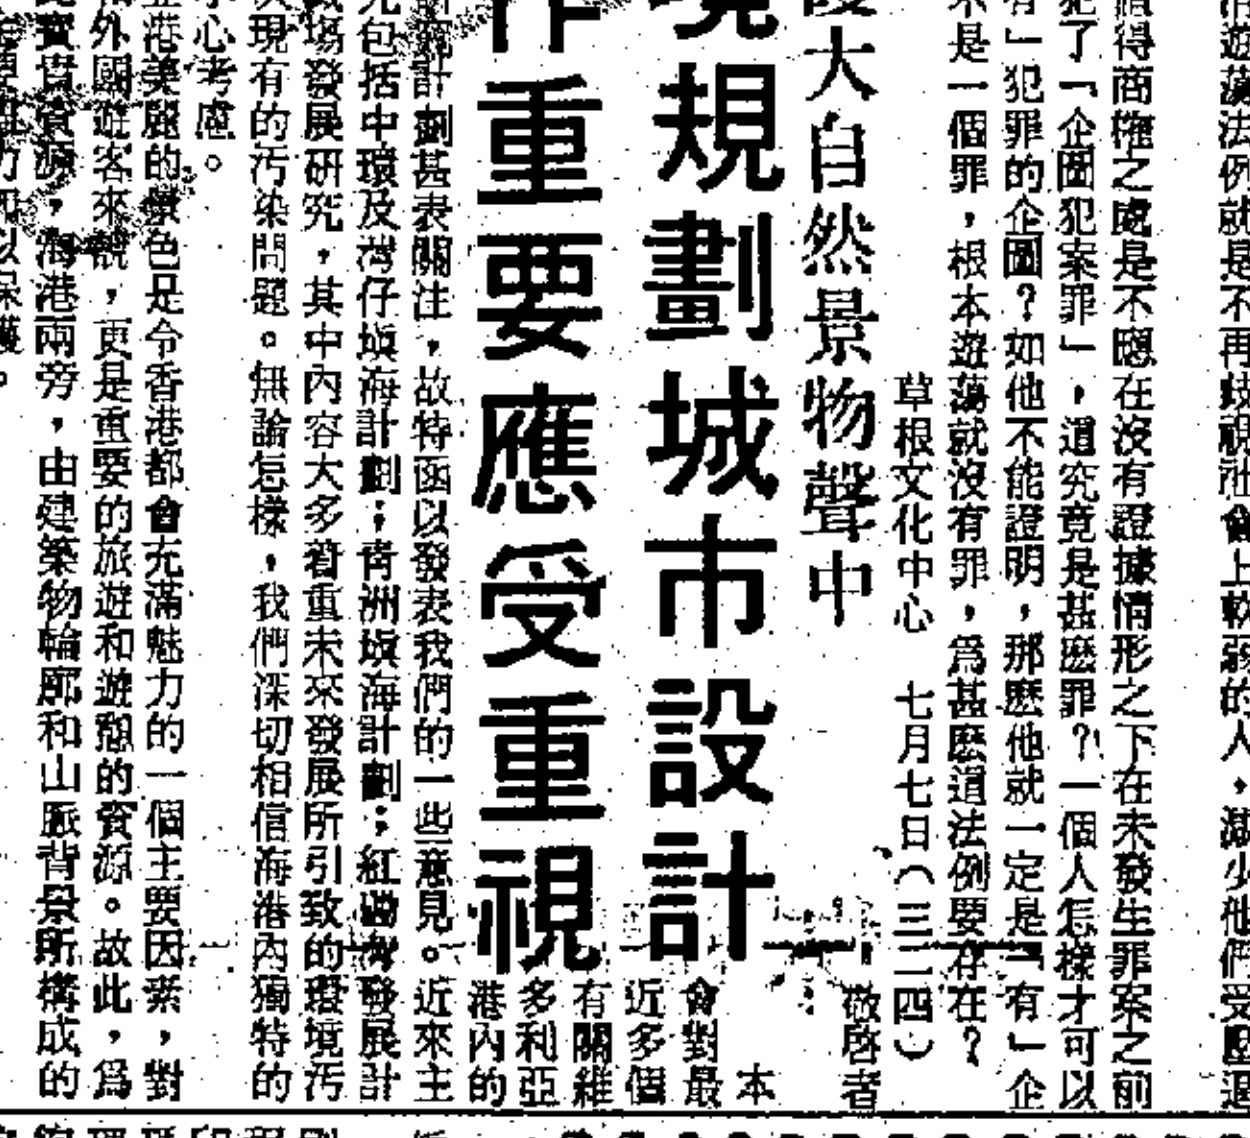 消遊蕩法例就是不再歧視社會上軟弱的人，減少他們受壓迫
值得商榷之處是不應在沒有證據情形之下在未發生罪案之前
犯了「企圖犯案罪」，這究竟是甚麼罪？一個人怎樣才可以
有」犯罪的企圖？如他不能證明，那麼他就一定是「有」企
不是一個罪，根本遊蕩就沒有罪，爲甚麼這法例要存在？
草根文化中心　七月七日（三二四）
敬啓者
大自然景物聲中
規劃城市設計
作重要應受重視
本
會對最
近多個
有關維
多利亞
港內的
計劃甚表關注，故特函以發表我們的一些意見。近來主
包括中環及灣仔塡海計劃；靑洲塡海計劃；紅磡灣發展計
塲發展研究，其中內容大多着重未來發展所引致的環境污
現有的污染問題。無論怎樣，我們深切相信海港內獨特的
心考慮。
港美麗的景色是令香港都會充滿魅力的一個主要因素，對
外國遊客來說，更是重要的旅遊和遊憩的資源。故此，爲
寶貴資源，海港兩旁，由建築物輪廓和山脈背景所構成的
力加以保護。